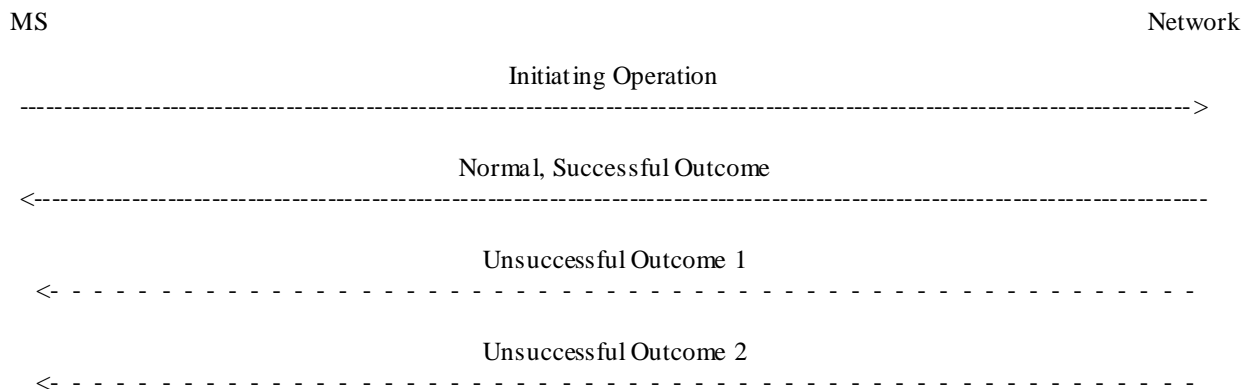 MS Network
Initiating Operation
----------------------------------------------------------------------------------------------------------------------------------->
Normal, Successful Outcome
<-----------------------------------------------------------------------------------------------------------------------------------
Unsuccessful Outcome 1
<- - - - - - - - - - - - - - - - - - - - - - - - - - - - - - - - - - - - - - - - - - - - - - - - - -
Unsuccessful Outcome 2
<- - - - - - - - - - - - - - - - - - - - - - - - - - - - - - - - - - - - - - - - - - - - - - - - - -